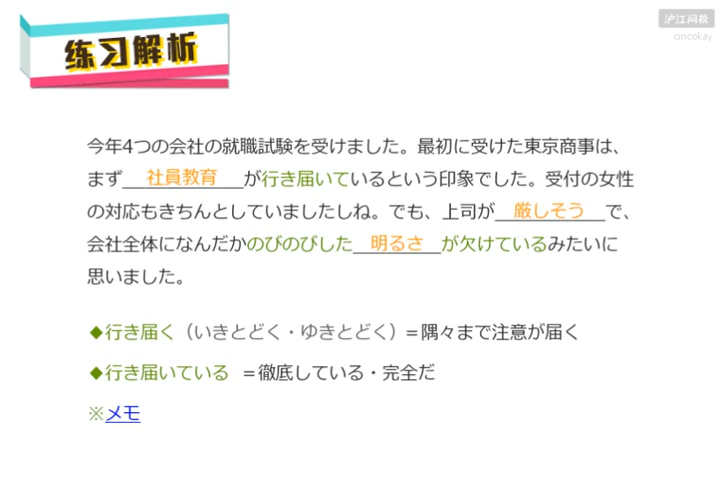 练习解析
沪江网校
cincokay
今年4つの会社の就職試験を受けました。最初に受けた東京商事は、
まず 社員教育 が行き届いているという印象でした。受付の女性
の対応もきちんとしていましたしね。でも、上司が 厳しそう で、
会社全体になんだかのびのびした 明るさ が欠けているみたいに
思いました。
◆行き届く（いきとどく・ゆきとどく）＝隅々まで注意が届く
◆行き届いている ＝徹底している・完全だ
※メモ